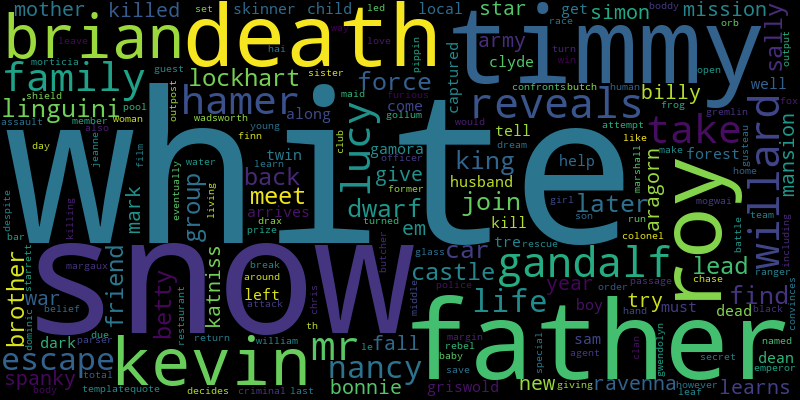 mother killed skinner set child led local star get simon mission
brian death timmy sally
leave hai way love pippin race army clyde turn win orb boddy open output
family lockhart force captured confronts butch human billy well
morticia guest sister maid furious frog gremlin fox
linguini hamer reveals take willard
shield pool outpost wadsworth along come gollum would tell attempt like
assault member also woman jeanne finn young club officer dream make forest
white
day film twin lucy gamora king help marshall gusteau home mansion
back learn give husband girl aragorn mogwai
despite mark group water living meet dwarf join later roy
bar killing eventually arrives drax former em kill son run colonel team including
snow father
brother friend prize turned tre rescue battle gandalf lead
starrett margaux katniss break around glass car chase ranger
war betty left attack castle police year order passage find convinces
dominic belief restaurant chris butcher middle life boy try must hand dead black
dark due return william th fall margin special sam clan secret named
escape parser kevin mr nancy rebel agent gwendolyn dean
total let baby save new giving ravenna however emperor
spanky templatequote bonnie griswold leaf learns
body decides criminal last